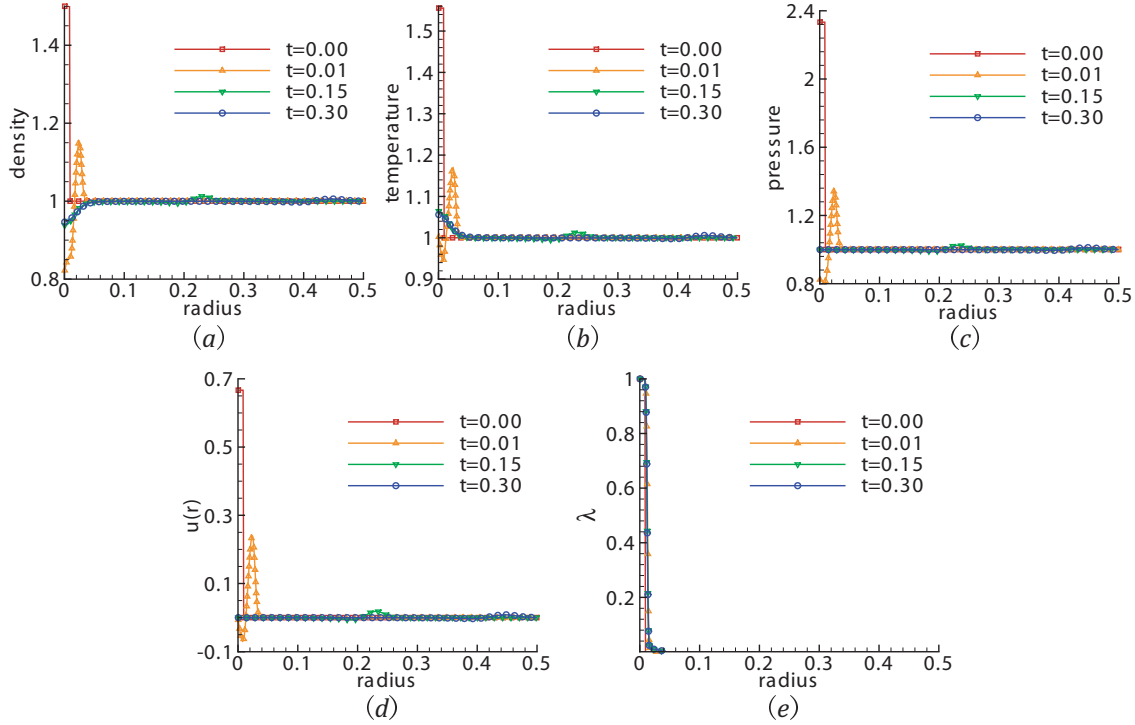 density
1.4
1.2
1
0.8
0
0.1
0.2
0.3
0.4
0.5
radius
t=0.00
t=0.01
t=0.15
t=0.30
(a)
temperature
1.5
1.4
1.3
1.2
1.1
1
0.9
0
0.1
0.2
0.3
0.4
0.5
radius
t=0.00
t=0.01
t=0.15
t=0.30
(b)
pressure
2.4
2
1.6
1.2
0.8
0
0.1
0.2
0.3
0.4
0.5
radius
t=0.00
t=0.01
t=0.15
t=0.30
(c)
u(r)
0.7
0.5
0.3
0.1
-0.1
0
0.1
0.2
0.3
0.4
0.5
radius
t=0.00
t=0.01
t=0.15
t=0.30
(d)
λ
1
0.8
0.6
0.4
0.2
0
0.1
0.2
0.3
0.4
0.5
radius
t=0.00
t=0.01
t=0.15
t=0.30
(e)